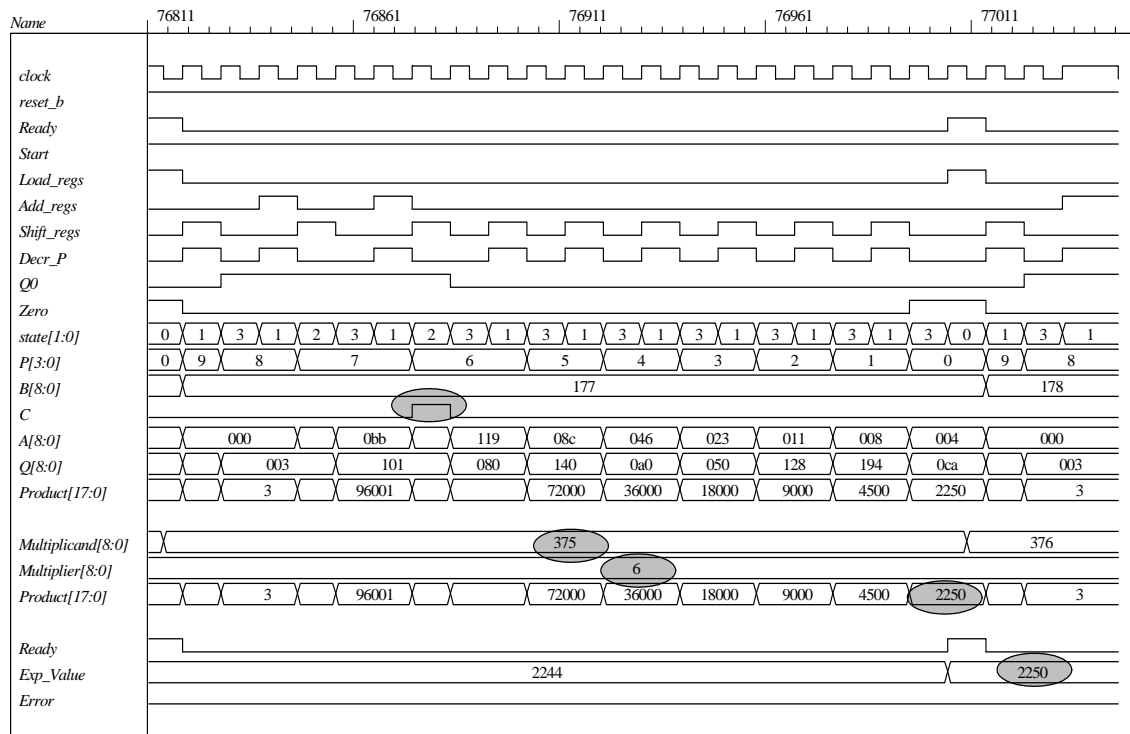 Name 76811 76861 76911 76961 77011
clock
reset_b
Ready
Start
Load_regs
Add_regs
Shift_regs
Decr_P
Q0
Zero
state[1:0] 0 1 3 1 2 3 1 2 3 1 3 1 3 1 3 1 3 1 3 1 3 0 1 3 1
P[3:0] 0 9 8 7 6 5 4 3 2 1 0 9 8
B[8:0] 177 178
C
A[8:0] 000 0bb 119 08c 046 023 011 008 004 000
Q[8:0] 003 101 080 140 0a0 050 128 194 0ca 003
Product[17:0] 3 96001 72000 36000 18000 9000 4500 2250 3
Multiplicand[8:0] 375 376
Multiplier[8:0] 6
Product[17:0] 3 96001 72000 36000 18000 9000 4500 2250 3
Ready
Exp_Value 2244 2250
Error